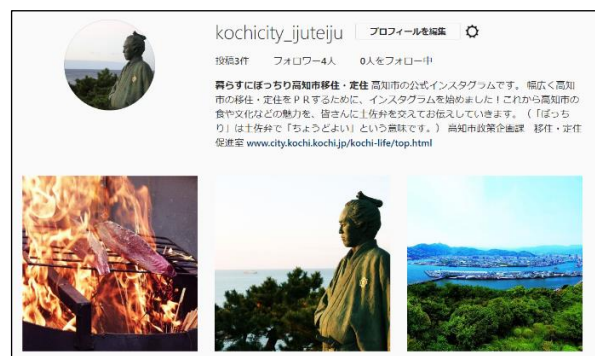 kochicity_ijuteiju プロフィールを編集
投稿3件 フォロワー4人 0人をフォロー中
暮らすにぼっちり高知市移住・定住 高知市の公式インスタグラムです。 幅広く高知
市の移住・定住をPRするために、インスタグラムを始めました！これから高知市の
食や文化などの魅力を、皆さんに土佐弁を交えてお伝えしていきます。（「ぼっち
り」は土佐弁で「ちょうどよい」という意味です。） 高知市政策企画課 移住・定住
促進室 www.city.kochi.kochi.jp/kochi-life/top.html